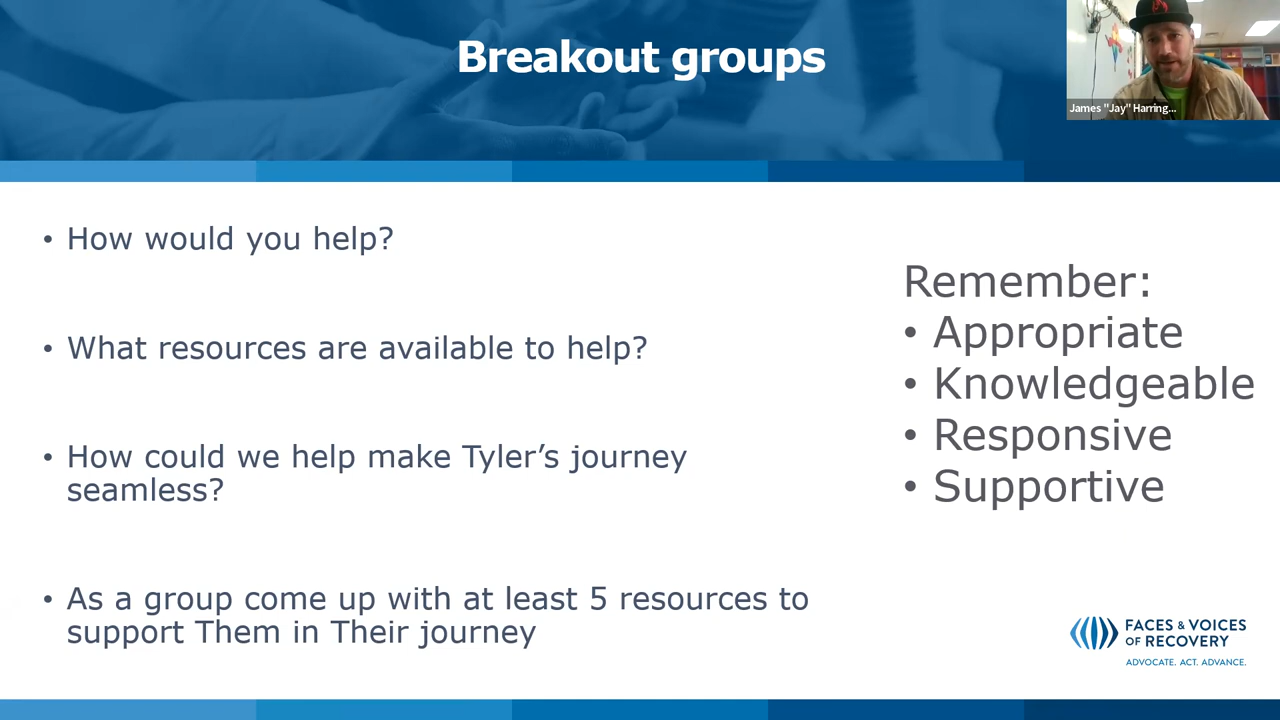 Breakout groups
James "Jay" Harring...
• How would you help?
• What resources are available to help?
• How could we help make Tyler’s journey
seamless?
• As a group come up with at least 5 resources to
support Them in Their journey
Remember:
• Appropriate
• Knowledgeable
• Responsive
• Supportive
FACES & VOICES
OF RECOVERY
ADVOCATE. ACT. ADVANCE.